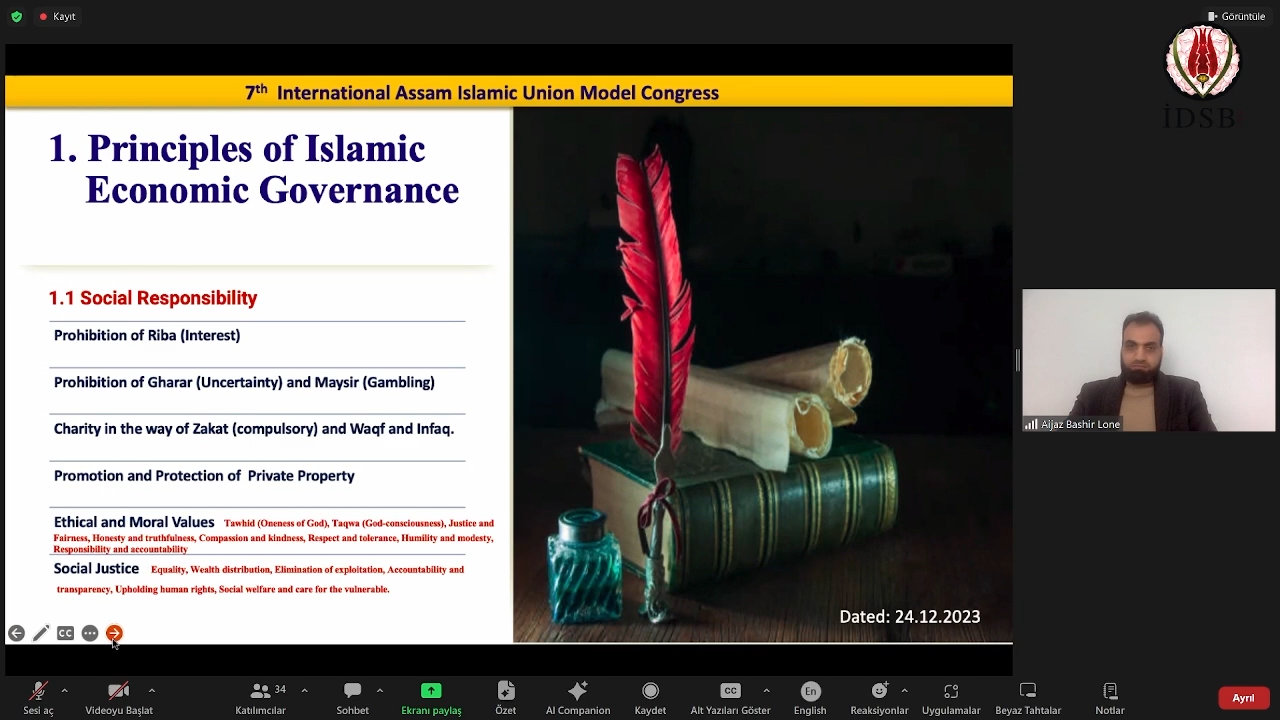 Kayıt
Görüntüle
İDSB
7th International Assam Islamic Union Model Congress
1. Principles of Islamic
Economic Governance
1.1 Social Responsibility
Prohibition of Riba (Interest)
Prohibition of Gharar (Uncertainty) and Maysir (Gambling)
Charity in the way of Zakat (compulsory) and Waqf and Infaq.
Promotion and Protection of Private Property
Ethical and Moral Values Tawhid (Oneness of God), Taqwa (God-consciousness), Justice and
Fairness, Honesty and truthfulness, Compassion and kindness, Respect and tolerance, Humility and modesty,
Responsibility and accountability
Social Justice Equality, Wealth distribution, Elimination of exploitation, Accountability and
transparency, Upholding human rights, Social welfare and care for the vulnerable.
Dated: 24.12.2023
CC
Aijaz Bashir Lone
34
CC
En
Sesi aç
Videoyu Başlat
Katılımcılar
Sohbet
Ekranı paylaş
Özet
AI Companion
Kaydet
Alt Yazıları Göster
English
Reaksiyonlar
Uygulamalar
Beyaz Tahtalar
Notlar
Ayrıl